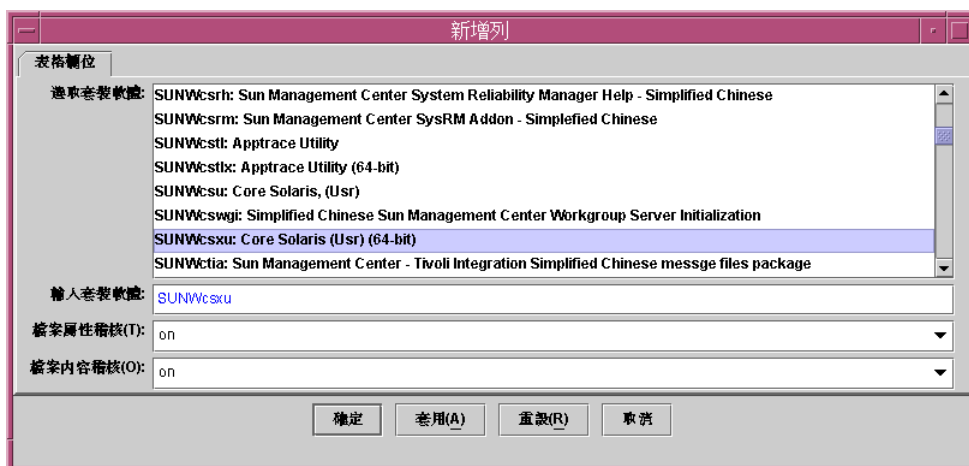 新增列
表格欄位
選取套裝軟體:
SUNWcsrh: Sun Management Center System Reliability Manager Help - Simplified Chinese
SUNWcsrm: Sun Management Center SysRM Addon - Simplefied Chinese
SUNWcstl: Apptrace Utility
SUNWcstlx: Apptrace Utility (64-bit)
SUNWcsu: Core Solaris, (Usr)
SUNWcswgi: Simplified Chinese Sun Management Center Workgroup Server Initialization
SUNWcsxu: Core Solaris (Usr) (64-bit)
SUNWctia: Sun Management Center - Tivoli Integration Simplified Chinese messge files package
輸入套裝軟體: SUNWcsxu
檔案屬性稽核(T): on
檔案內容稽核(O): on
確定 套用(A) 重設(R) 取消